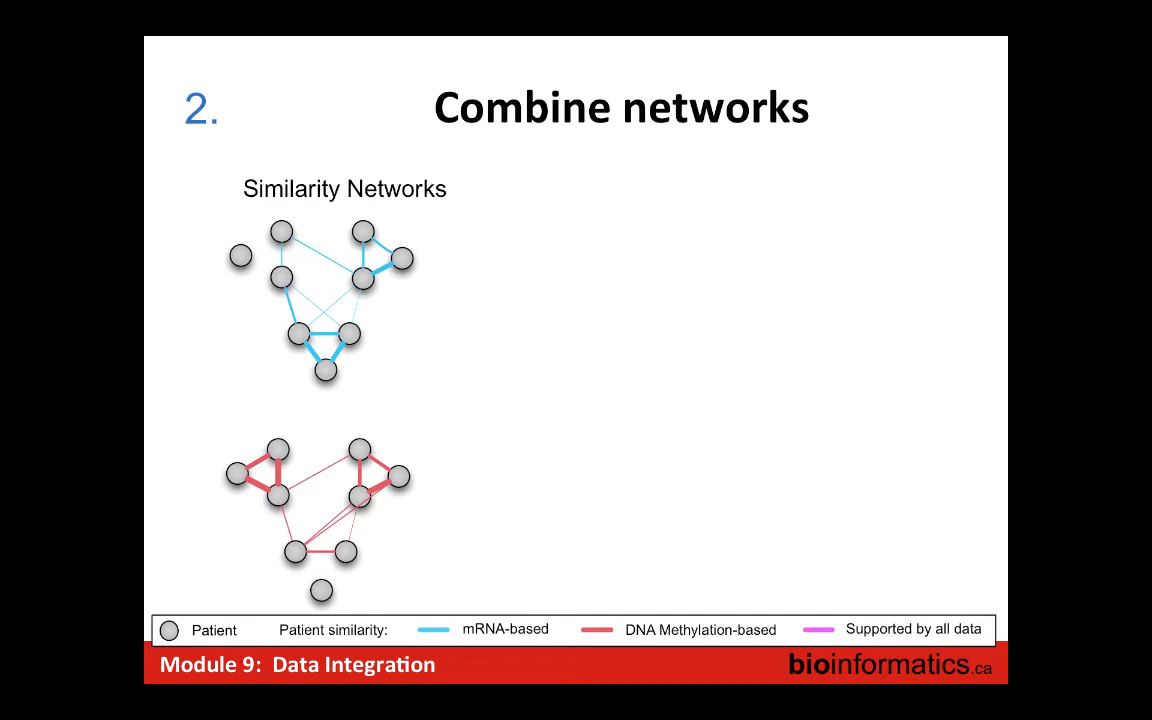 2.
Combine networks
Similarity Networks
Patient
Patient similarity:
mRNA-based
DNA Methylation-based
Supported by all data
Module 9: Data Integration
bioinformatics.ca